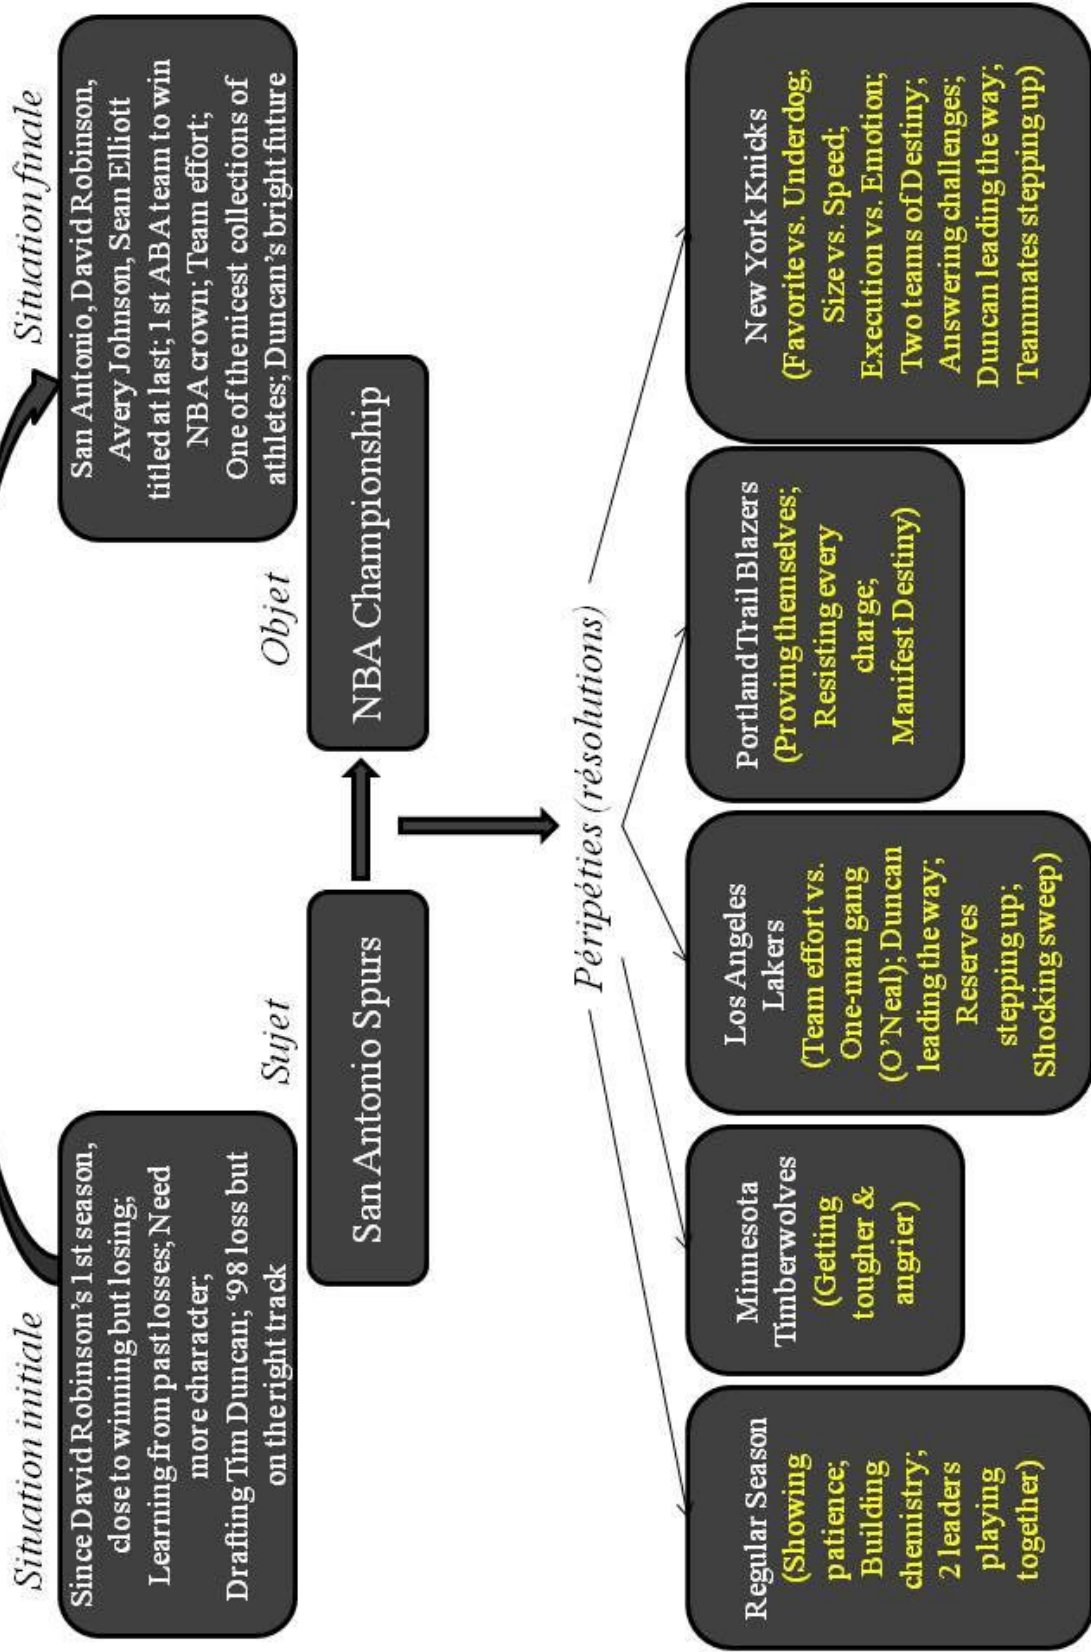 Situation initiale
Since David Robinson's 1st season,
close to winning but losing;
Learning from past losses; Need
more character;
Drafting Tim Duncan; '98 loss but
on the right track
Situation finale
San Antonio, David Robinson,
Avery Johnson, Sean Elliott
titled at last; 1st ABA team to win
NBA crown; Team effort;
One of the nicest collections of
athletes; Duncan's bright future
Sujet
San Antonio Spurs
Objet
NBA Championship
Péripéties (résolutions)
Regular Season
(Showing
patience;
Building
chemistry;
2 leaders
playing
together)
Minnesota
Timberwolves
(Getting
tougher &
angrier)
Los Angeles
Lakers
(Team effort vs.
One-man gang
(O'Neal); Duncan
leading the way;
Reserves
stepping up;
Shocking sweep)
Portland Trail Blazers
(Proving themselves;
Resisting every
charge;
Manifest Destiny)
New York Knicks
(Favorite vs. Underdog;
Size vs. Speed;
Execution vs. Emotion;
Two teams of Destiny;
Answering challenges;
Duncan leading the way;
Teammates stepping up)